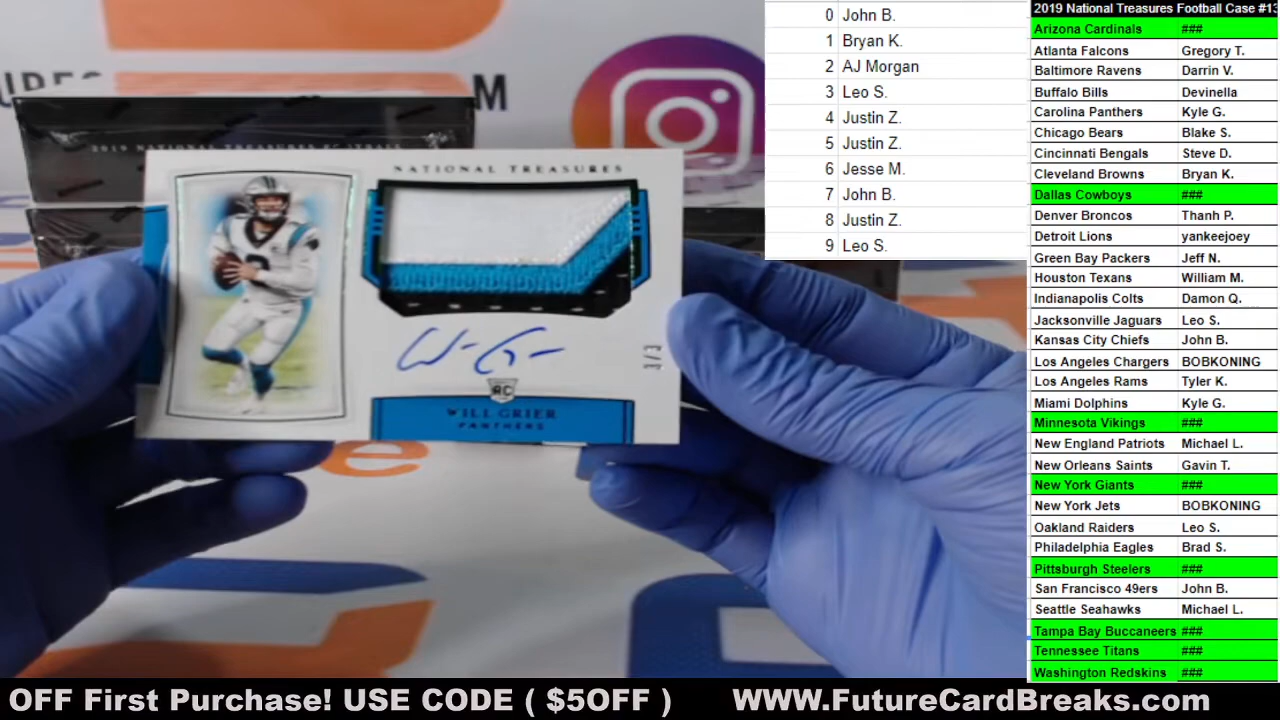 0 John B.
1 Bryan K.
2 AJ Morgan
3 Leo S.
4 Justin Z.
5 Justin Z.
6 Jesse M.
7 John B.
8 Justin Z.
9 Leo S.
2019 National Treasures Football Case #13
Arizona Cardinals ###
Atlanta Falcons Gregory T.
Baltimore Ravens Darrin V.
Buffalo Bills Devinella
Carolina Panthers Kyle G.
Chicago Bears Blake S.
Cincinnati Bengals Steve D.
Cleveland Browns Bryan K.
Dallas Cowboys ###
Denver Broncos Thanh P.
Detroit Lions yankeejoey
Green Bay Packers Jeff N.
Houston Texans William M.
Indianapolis Colts Damon Q.
Jacksonville Jaguars Leo S.
Kansas City Chiefs John B.
Los Angeles Chargers BOBKONING
Los Angeles Rams Tyler K.
Miami Dolphins Kyle G.
Minnesota Vikings ###
New England Patriots Michael L.
New Orleans Saints Gavin T.
New York Giants ###
New York Jets BOBKONING
Oakland Raiders Leo S.
Philadelphia Eagles Brad S.
Pittsburgh Steelers ###
San Francisco 49ers John B.
Seattle Seahawks Michael L.
Tampa Bay Buccaneers ###
Tennessee Titans ###
Washington Redskins ###
NATIONAL TREASURES
3/3
RC
WILL GRIER
PANTHERS
OFF First Purchase! USE CODE ( $5OFF ) WWW.FutureCardBreaks.com